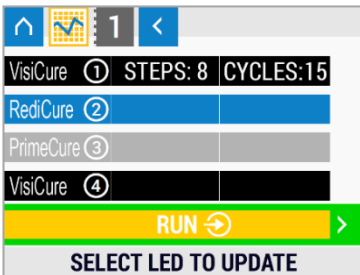 1
VisiCure ① STEPS: 8 CYCLES:15
RediCure ②
PrimeCure ③
VisiCure ④
RUN
SELECT LED TO UPDATE